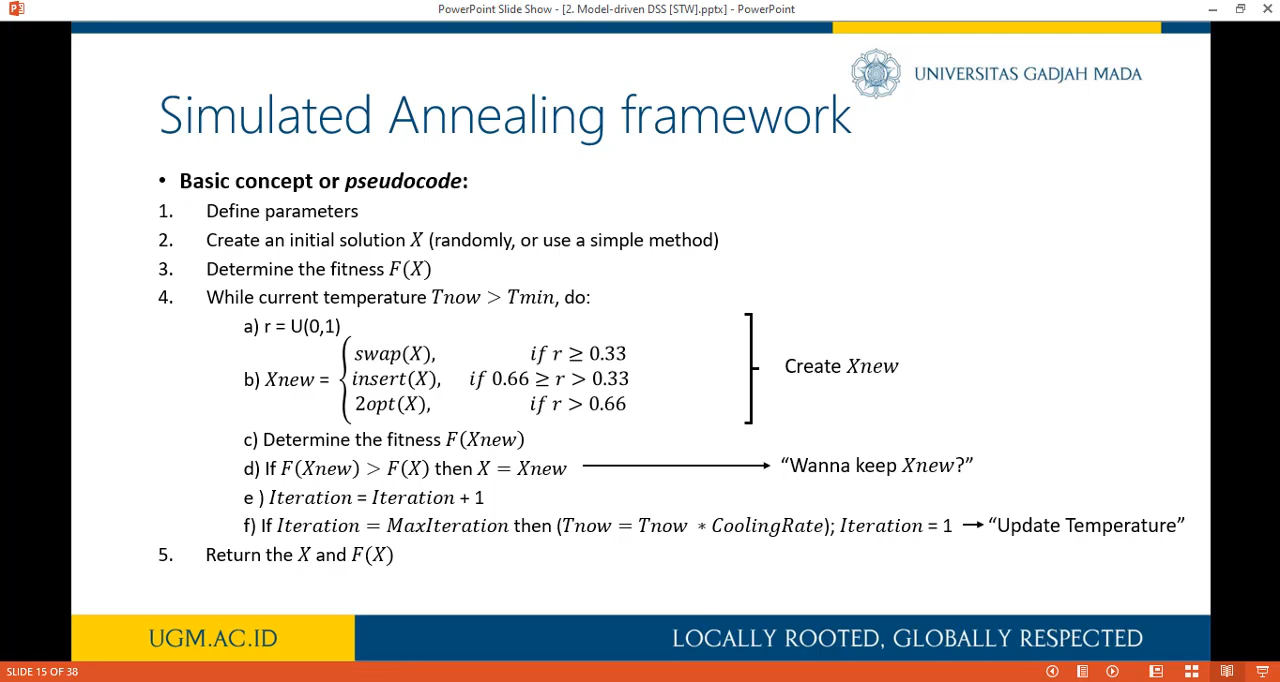 PowerPoint Slide Show - [2. Model-driven DSS [STW].pptx] - PowerPoint
UNIVERSITAS GADJAH MADA
Simulated Annealing framework
• Basic concept or pseudocode:
1. Define parameters
2. Create an initial solution X (randomly, or use a simple method)
3. Determine the fitness F(X)
4. While current temperature Tnow > Tmin, do:
a) r = U(0,1)
b) Xnew = { swap(X), if r ≥ 0.33
insert(X), if 0.66 ≥ r > 0.33
2opt(X), if r > 0.66
Create Xnew
c) Determine the fitness F(Xnew)
d) If F(Xnew) > F(X) then X = Xnew → “Wanna keep Xnew?”
e ) Iteration = Iteration + 1
f) If Iteration = MaxIteration then (Tnow = Tnow * CoolingRate); Iteration = 1 → “Update Temperature”
5. Return the X and F(X)
UGM.AC.ID
LOCALLY ROOTED, GLOBALLY RESPECTED
SLIDE 15 OF 38